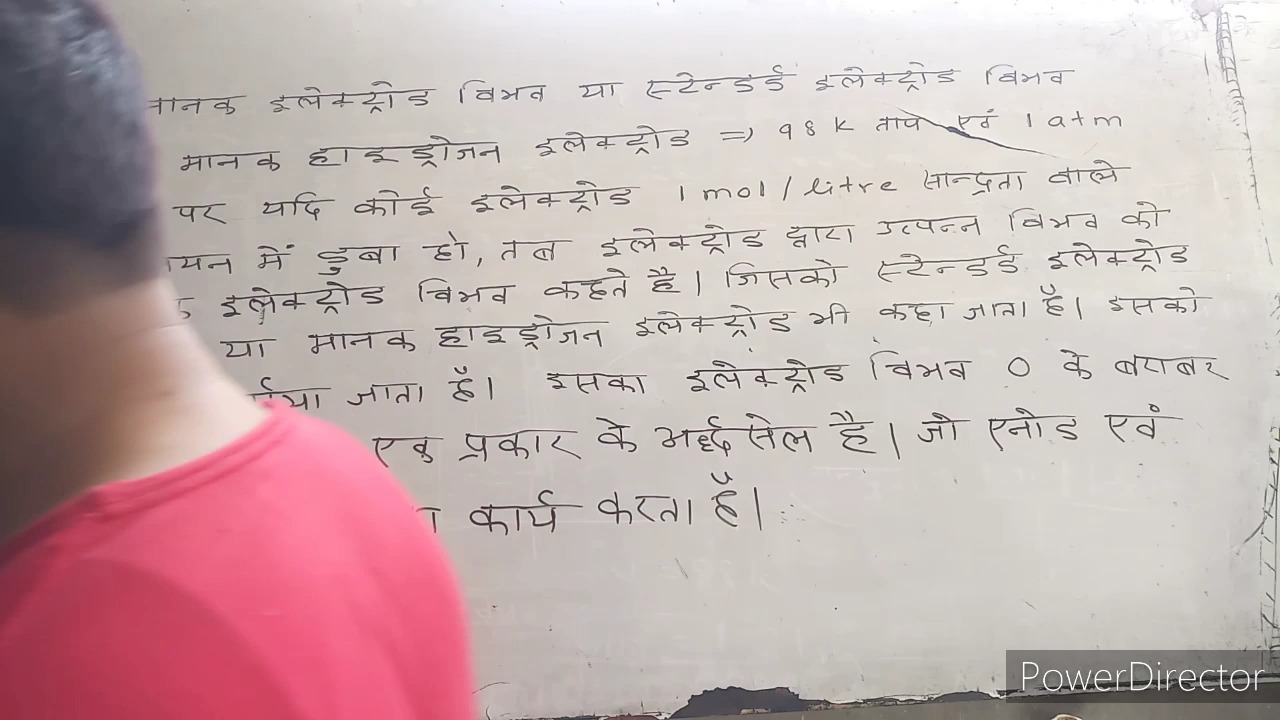 मानक इलेक्ट्रोड विभव या स्टेन्डर्ड इलेक्ट्रोड विभव
मानक हाइड्रोजन इलेक्ट्रोड => 98 K ताप एवं 1 atm
पर यदि कोई इलेक्ट्रोड 1 mol/litre सान्द्रता वाले
में डुबा हो, तब इलेक्ट्रोड द्वारा उत्पन्न विभव को
इलेक्ट्रोड विभव कहते है। जिसको स्टेन्डर्ड इलेक्ट्रोड
या मानक हाइड्रोजन इलेक्ट्रोड भी कहा जाता हैं। इसको
जाता हैं। इसका इलेक्ट्रोड विभव 0 के बराबर
एक प्रकार के अर्द्धसेल है। जो एनोड एवं
कार्य करता हैं।
PowerDirector